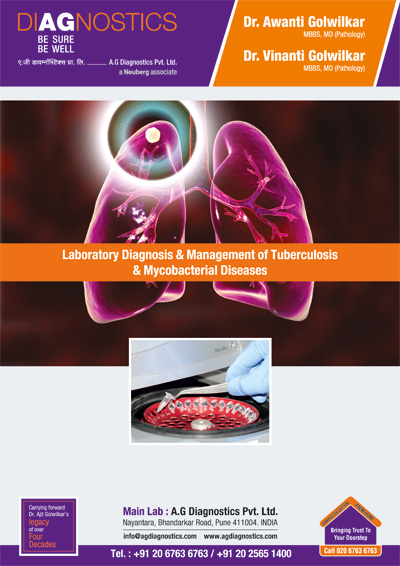 DIAGNOSTICS
BE SURE
BE WELL
ए.जी डायग्नॉस्टिक्स प्रा. लि. A.G Diagnostics Pvt. Ltd.
a Neuberg associate
Dr. Awanti Golwilkar
MBBS, MD (Pathology)
Dr. Vinanti Golwilkar
MBBS, MD (Pathology)
Laboratory Diagnosis & Management of Tuberculosis
& Mycobacterial Diseases
Carrying forward
Dr. Ajit Golwilkar's
legacy
of over
Four
Decades
Main Lab : A.G Diagnostics Pvt. Ltd.
Nayantara, Bhandarkar Road, Pune 411004. INDIA
info@agdiagnostics.com www.agdiagnostics.com
Bringing Trust To
Your Doorstep
Call 020 6763 6763
Tel. : +91 20 6763 6763 / +91 20 2565 1400